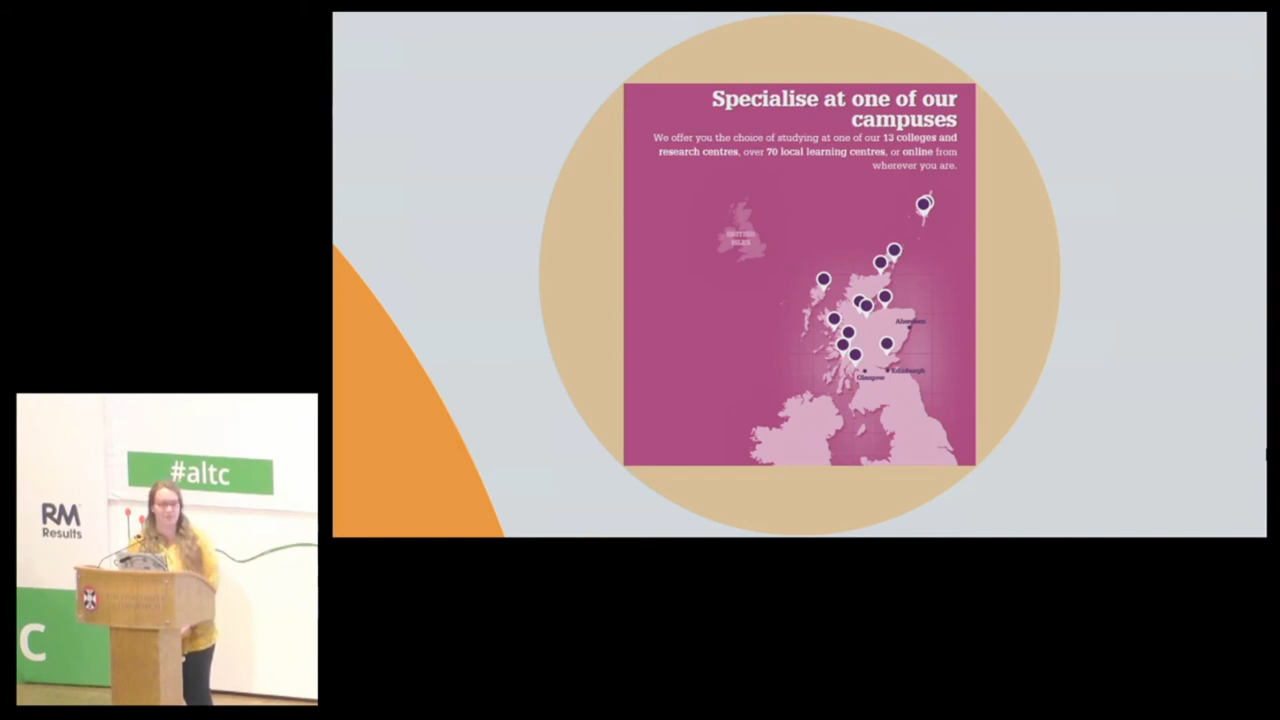 Specialise at one of our
campuses
We offer you the choice of studying at one of our 13 colleges and
research centres, over 70 local learning centres, or online from
wherever you are.
BRITISH
ISLES
Aberdeen
Edinburgh
Glasgow
#altc
RM
Results
C